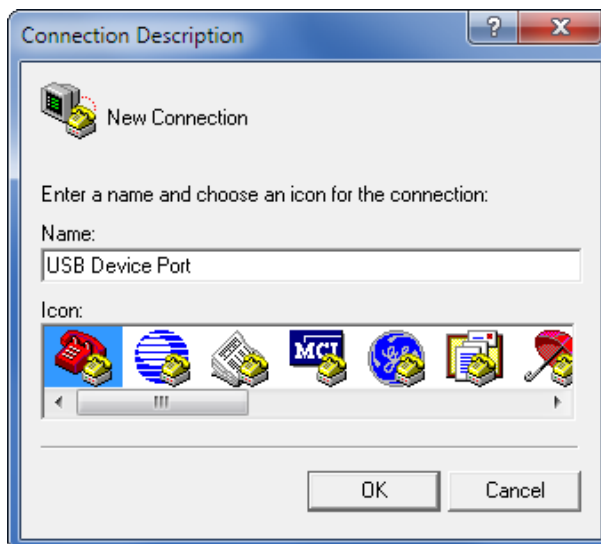 Connection Description
?
New Connection
Enter a name and choose an icon for the connection:
Name:
USB Device Port
Icon:
MCI
OK
Cancel